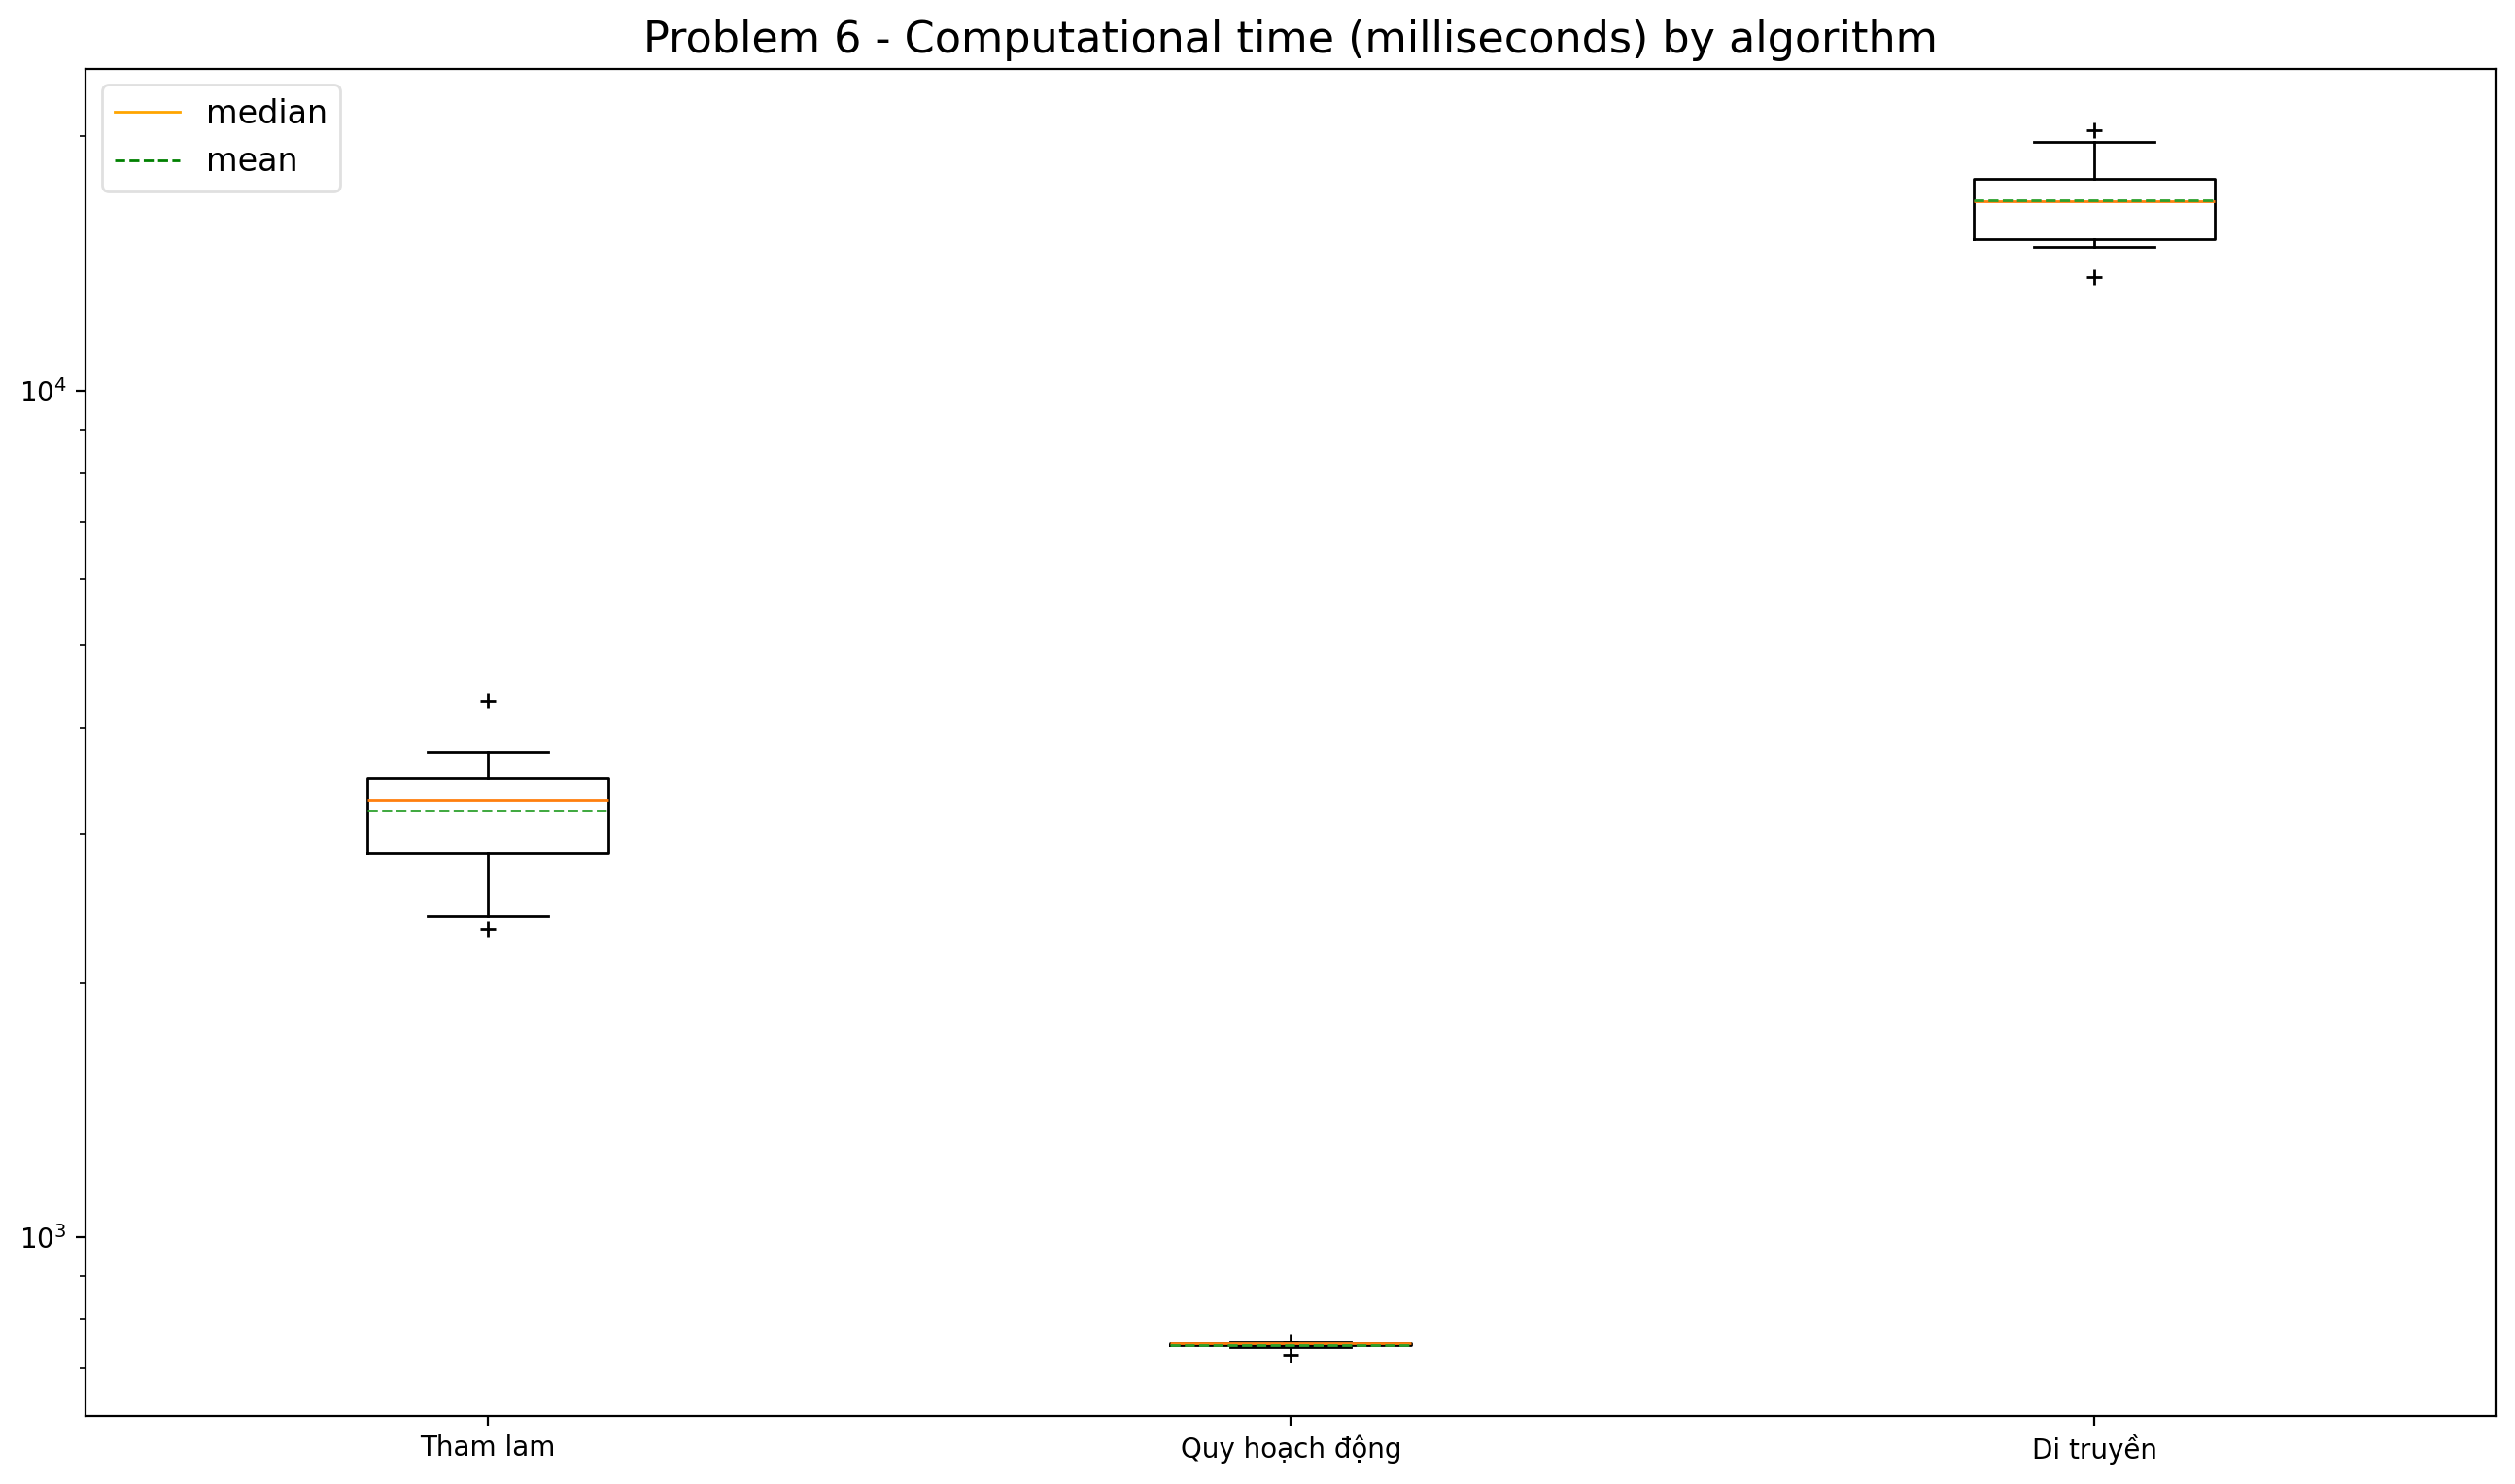 Problem 6 - Computational time (milliseconds) by algorithm
median
mean
10⁴
10³
Tham lam
Quy hoạch động
Di truyền